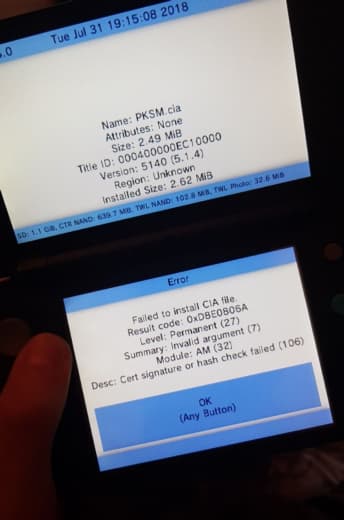 .0
Tue Jul 31 19:15:08 2018
Name: PKSM.cia
Attributes: None
Size: 2.49 MiB
Title ID: 000400000EC10000
Version: 5140 (5.1.4)
Region: Unknown
Installed Size: 2.62 MiB
SD: 1.1 GiB, CTR NAND: 639.7 MiB, TWL NAND: 102.8 MiB, TWL Photo: 32.6 MiB
Error
Failed to install CIA file.
Result code: 0xD8E0806A
Level: Permanent (27)
Summary: Invalid argument (7)
Module: AM (32)
Desc: Cert signature or hash check failed (106)
OK
(Any Button)